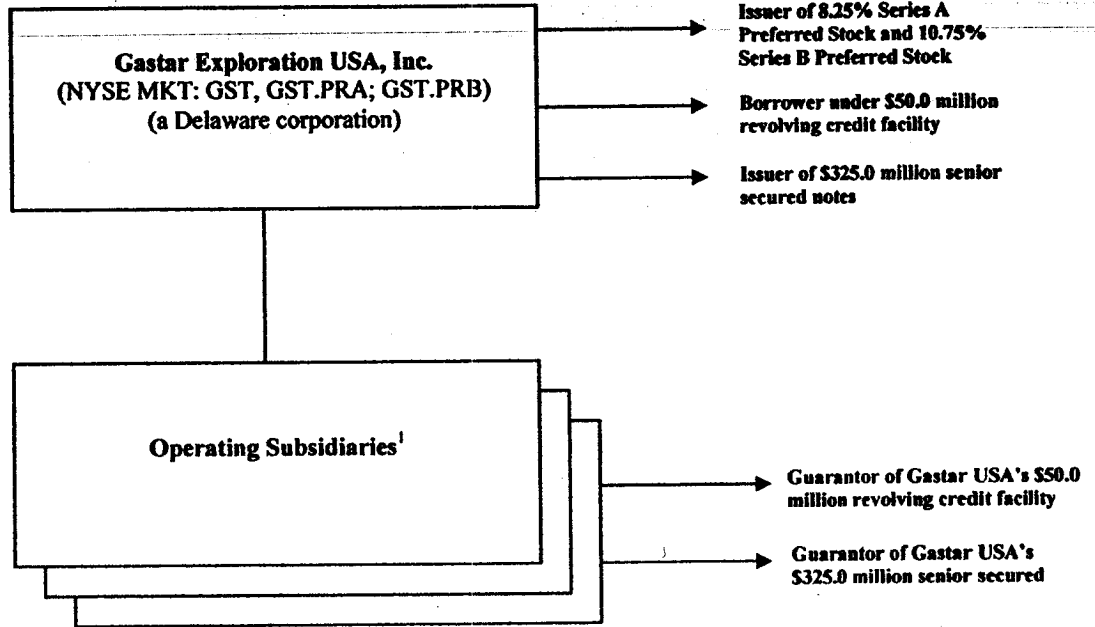 Gastar Exploration USA, Inc.
(NYSE MKT: GST, GST.PRA; GST.PRB)
(a Delaware corporation)
Issuer of 8.25% Series A
Preferred Stock and 10.75%
Series B Preferred Stock
Borrower under $50.0 million
revolving credit facility
Issuer of $325.0 million senior
secured notes
Operating Subsidiaries¹
Guarantor of Gastar USA's $50.0
million revolving credit facility
Guarantor of Gastar USA's
$325.0 million senior secured